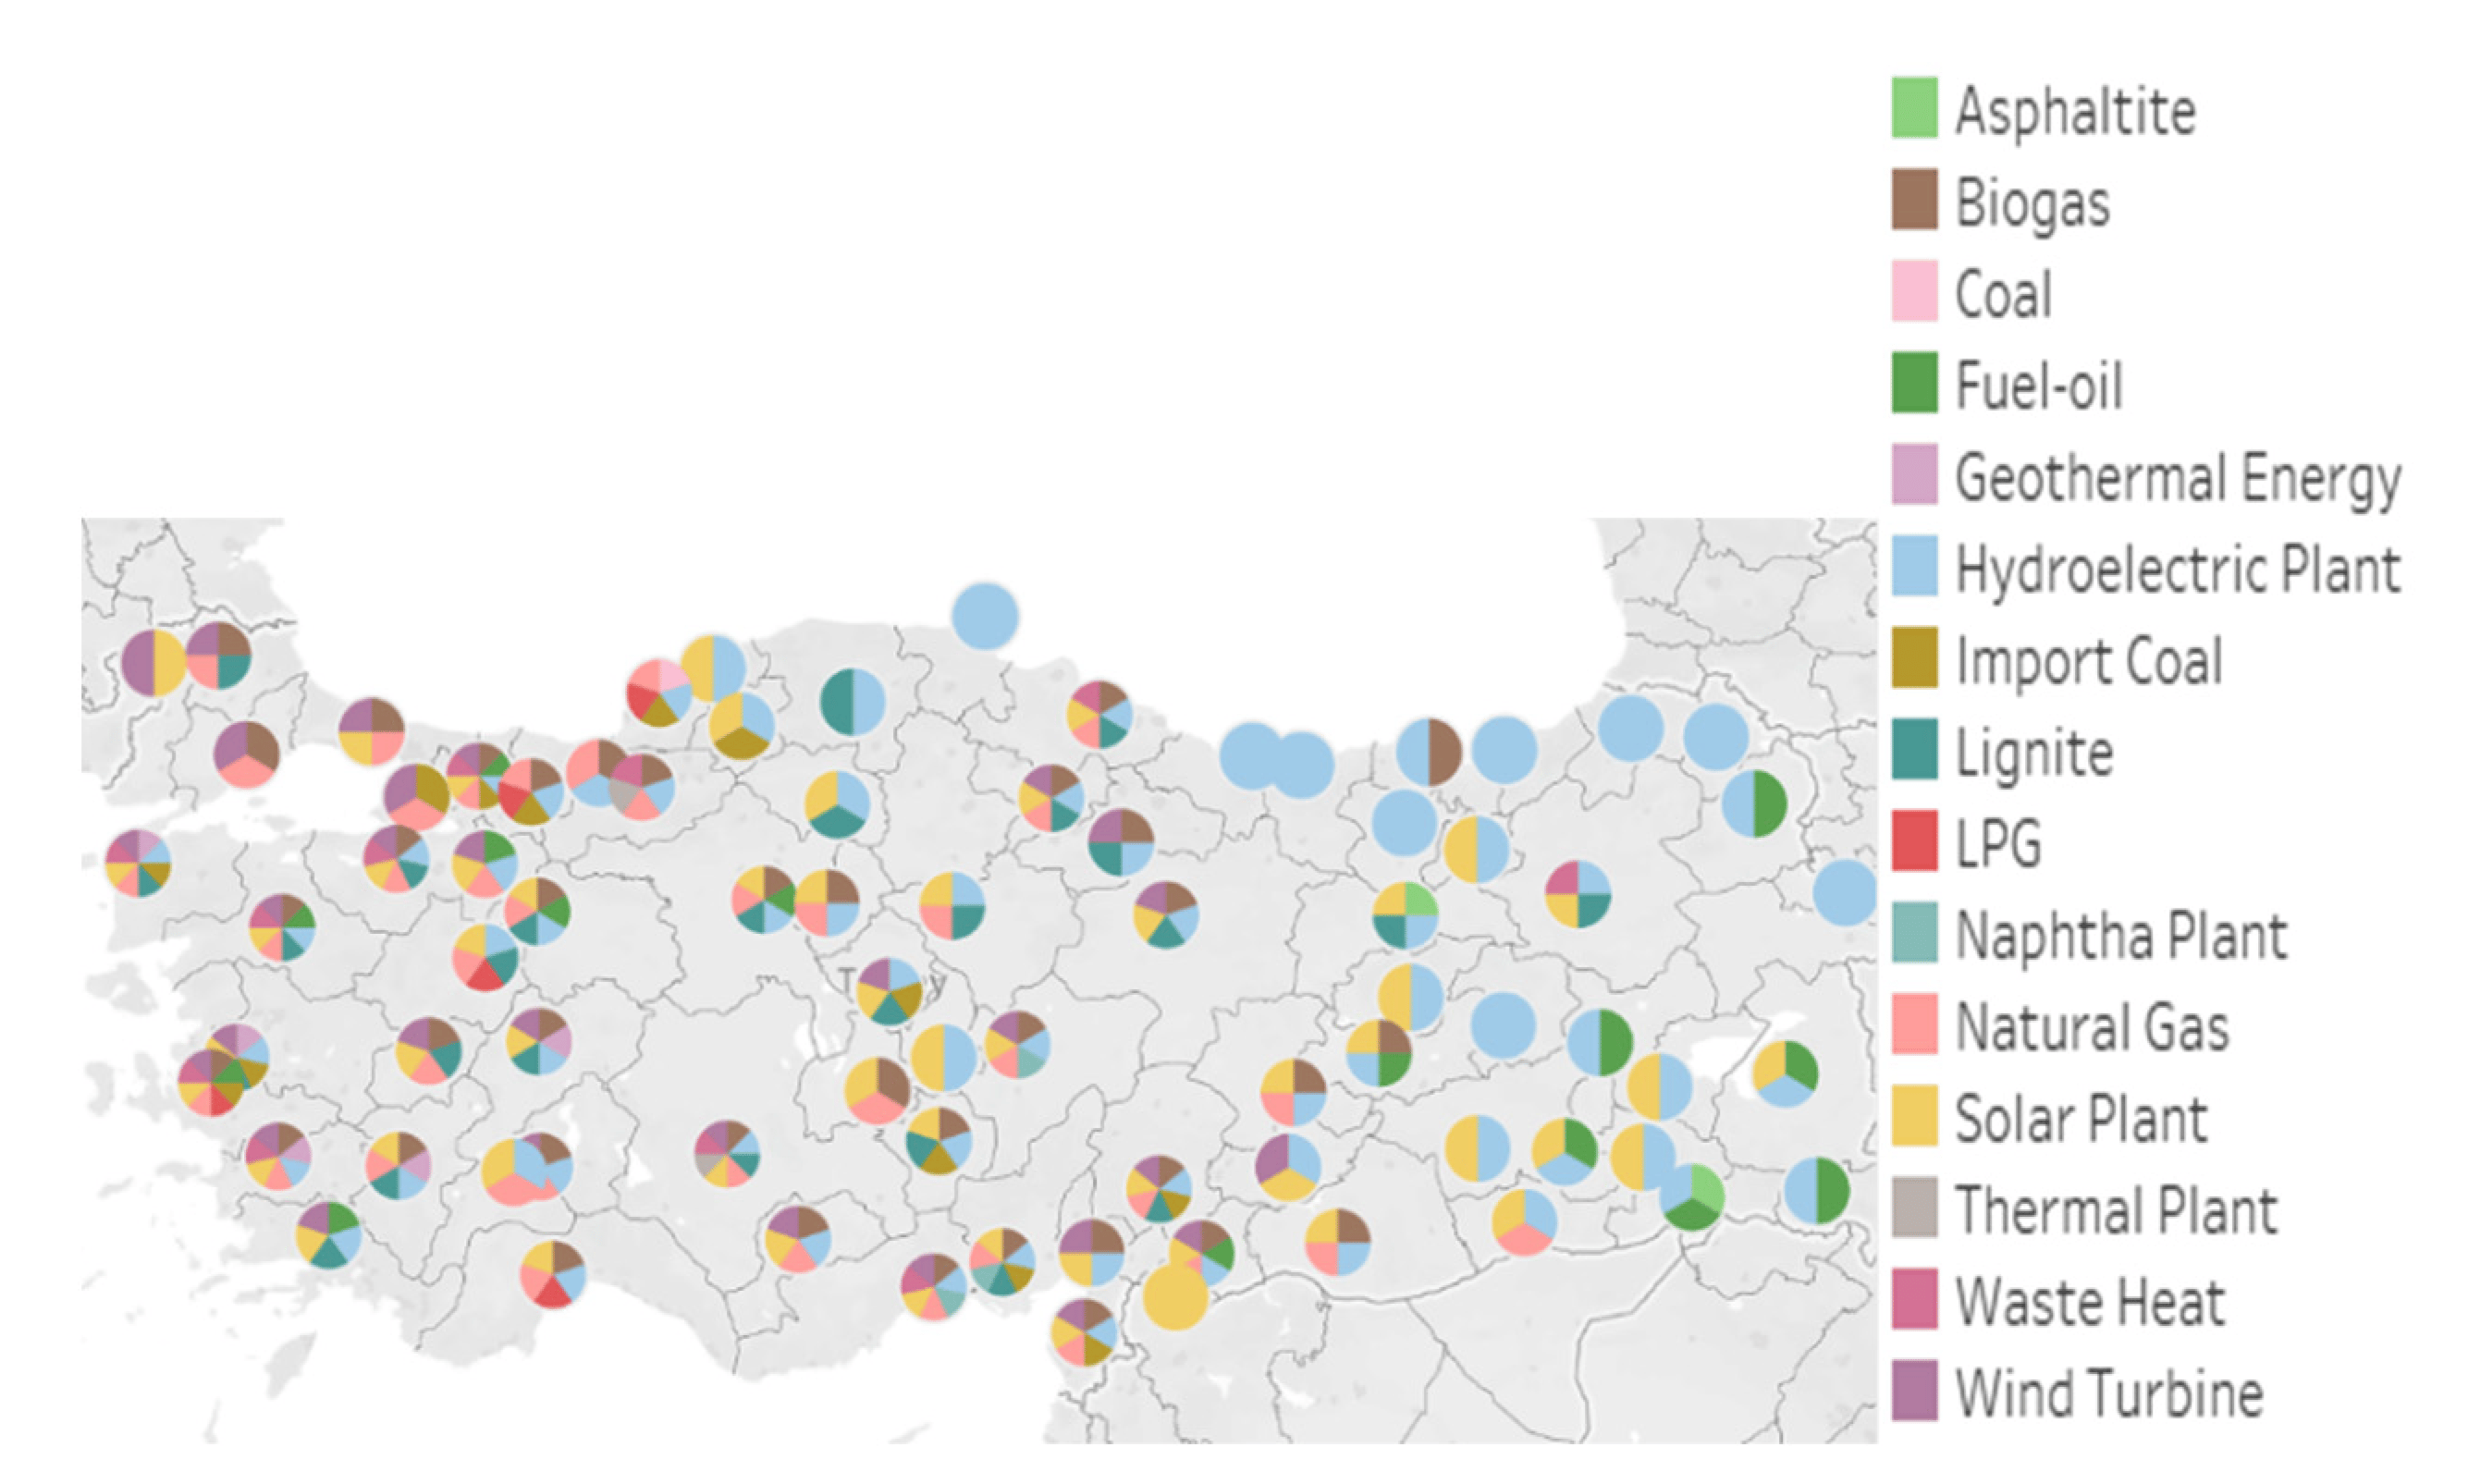 Asphaltite
Biogas
Coal
Fuel-oil
Geothermal Energy
Hydroelectric Plant
Import Coal
Lignite
LPG
Naphtha Plant
Natural Gas
Solar Plant
Thermal Plant
Waste Heat
Wind Turbine